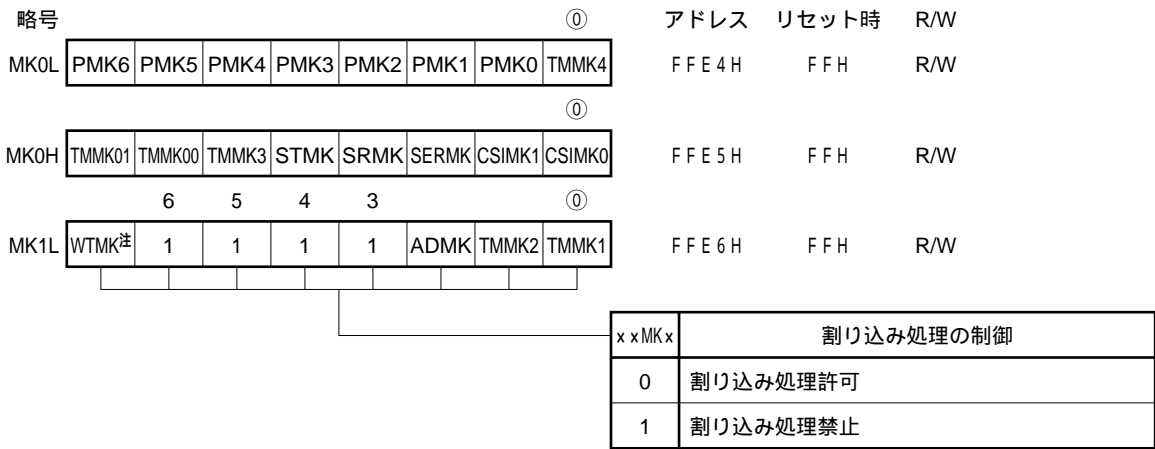 略号 ⓪ アドレス リセット時 R/W
MK0L PMK6 PMK5 PMK4 PMK3 PMK2 PMK1 PMK0 TMMK4 FFE4H FFH R/W
⓪
MK0H TMMK01 TMMK00 TMMK3 STMK SRMK SERMK CSIMK1 CSIMK0 FFE5H FFH R/W
6 5 4 3 ⓪
MK1L WTMK注 1 1 1 1 ADMK TMMK2 TMMK1 FFE6H FFH R/W
××MK× 割り込み処理の制御
0 割り込み処理許可
1 割り込み処理禁止